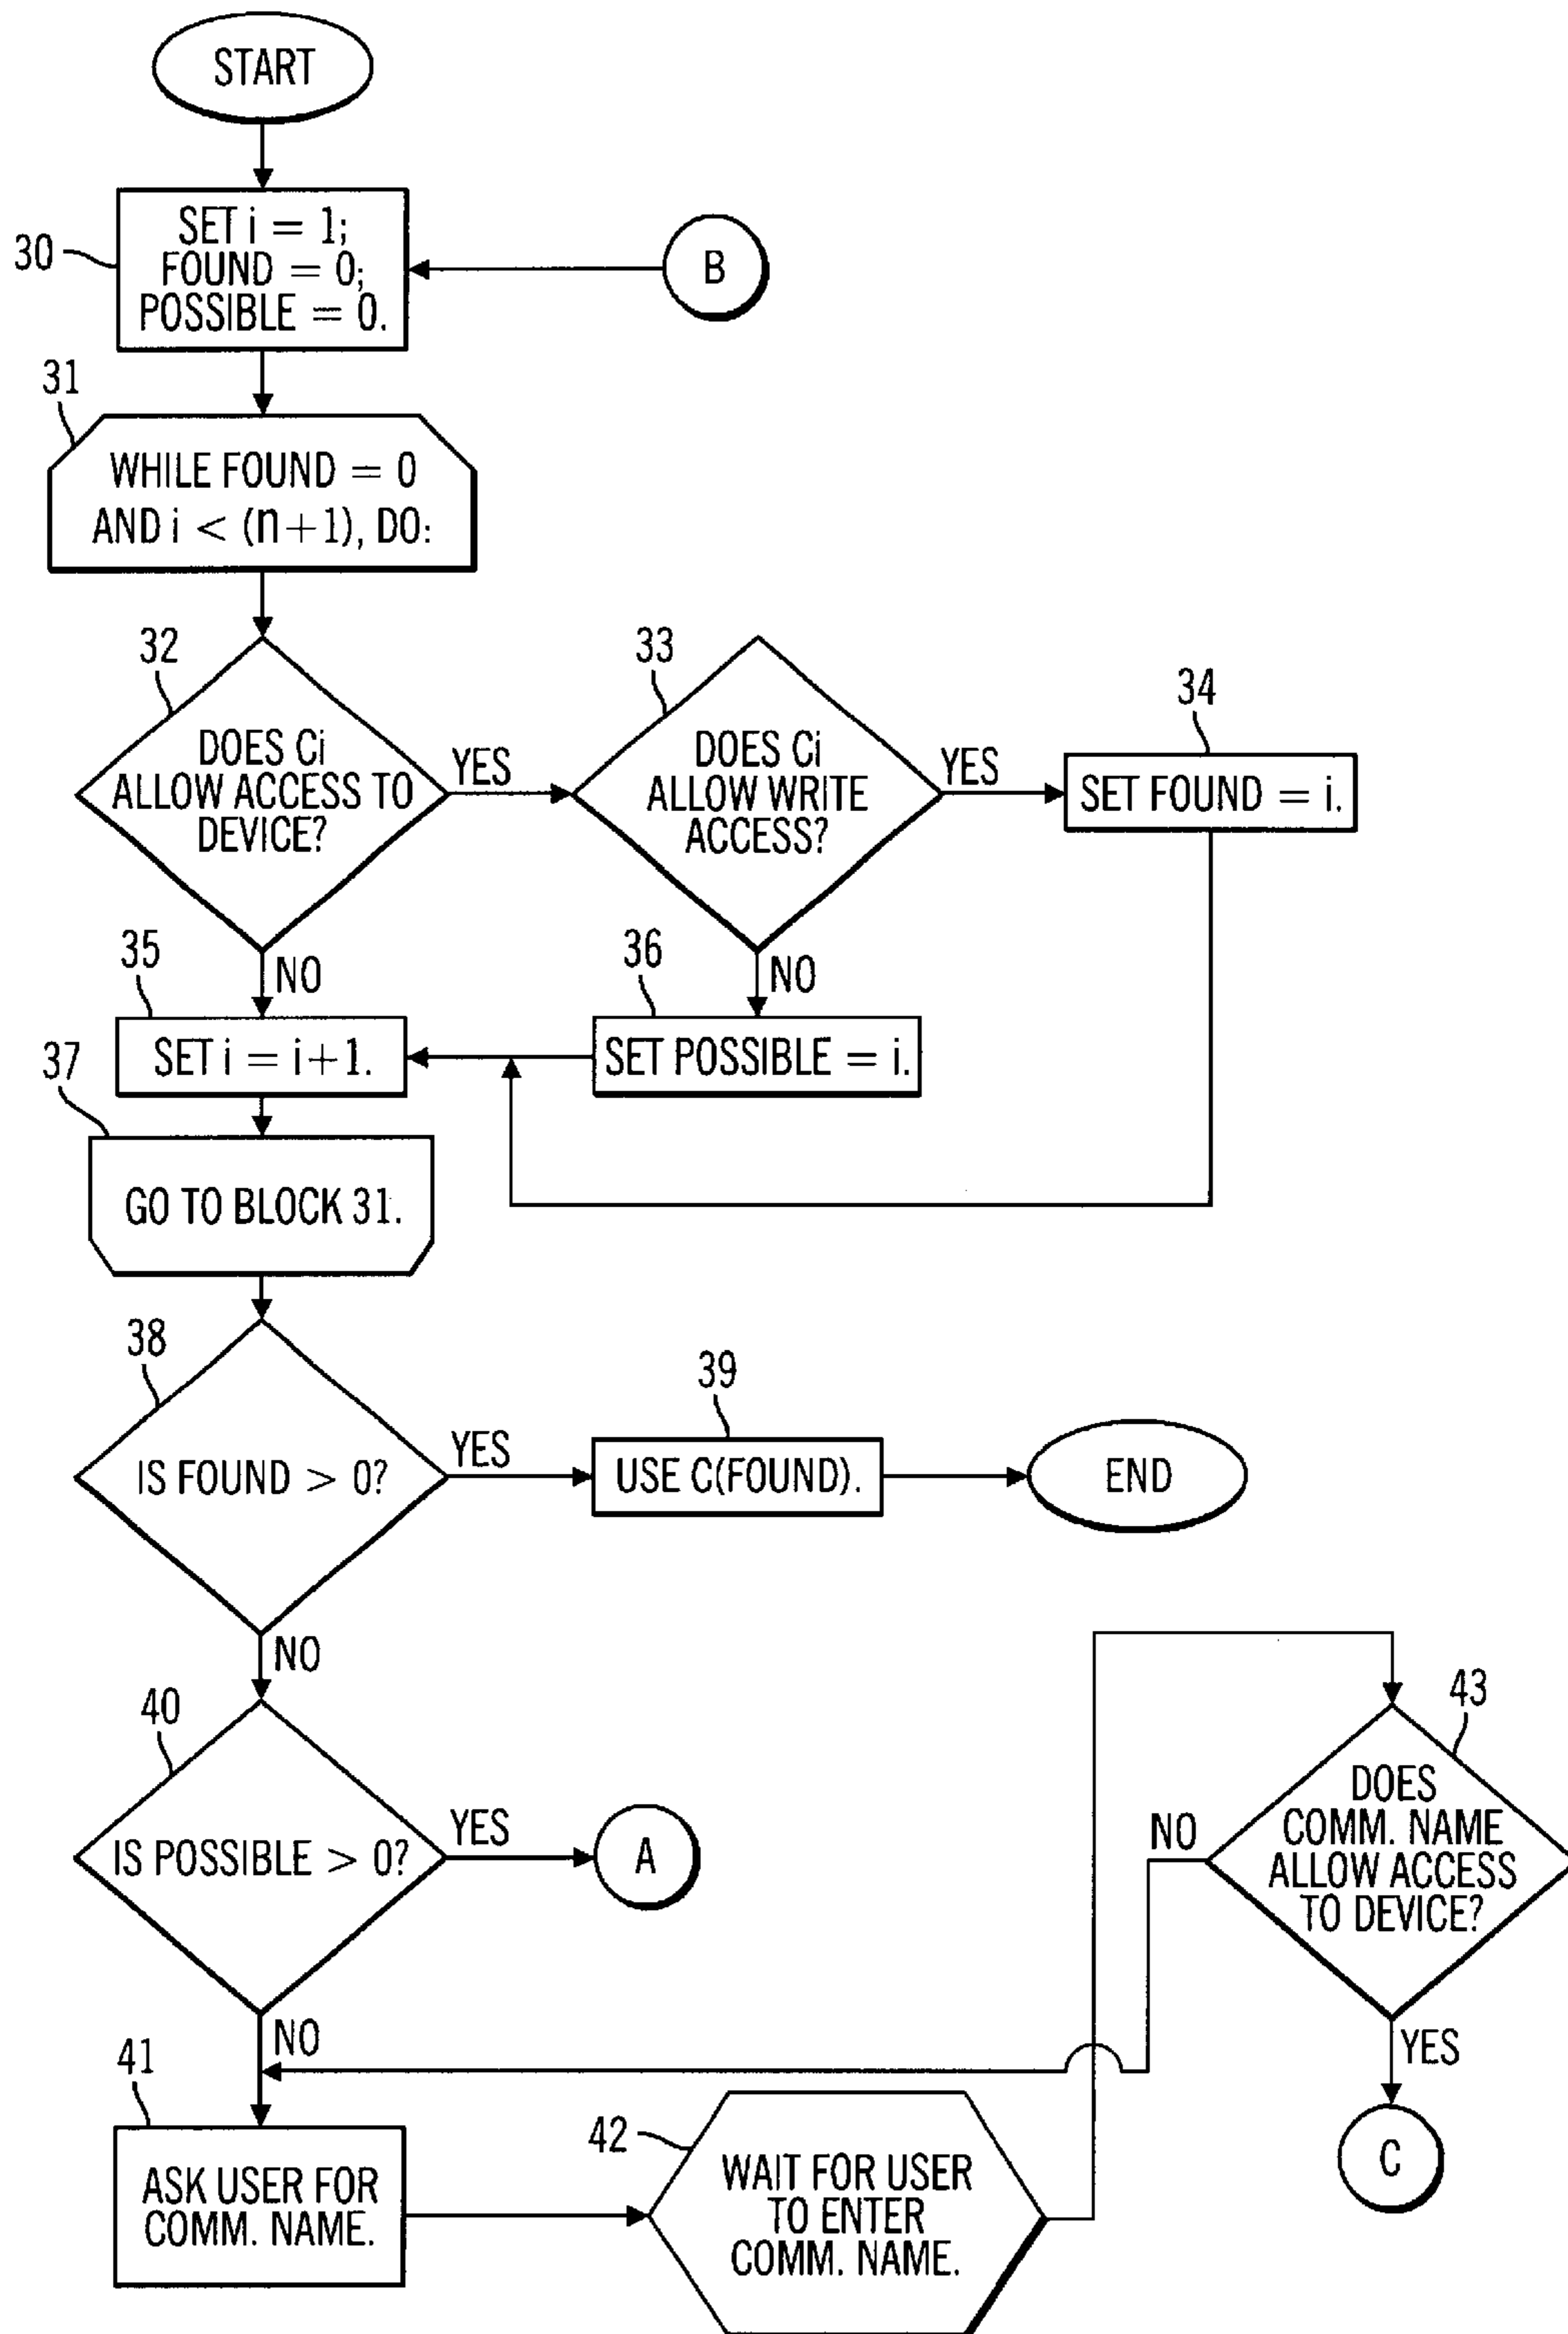 START
30
SET i = 1;
FOUND = 0;
POSSIBLE = 0.
B
31
WHILE FOUND = 0
AND i < (n+1), DO:
32
DOES Ci
ALLOW ACCESS TO
DEVICE?
YES
NO
33
DOES Ci
ALLOW WRITE
ACCESS?
YES
NO
34
SET FOUND = i.
35
SET i = i+1.
36
SET POSSIBLE = i.
37
GO TO BLOCK 31.
38
IS FOUND > 0?
YES
NO
39
USE C(FOUND).
END
40
IS POSSIBLE > 0?
YES
NO
A
41
ASK USER FOR
COMM. NAME.
42
WAIT FOR USER
TO ENTER
COMM. NAME.
43
DOES
COMM. NAME
ALLOW ACCESS
TO DEVICE?
NO
YES
C